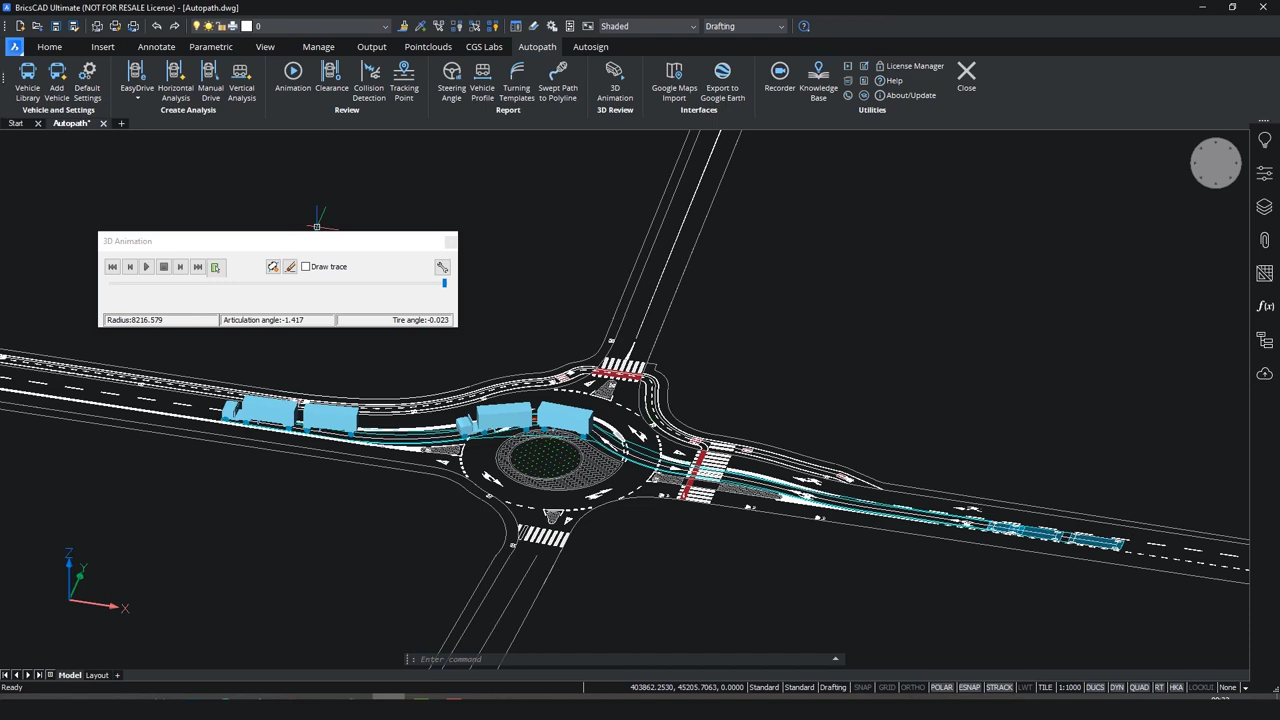 BricsCAD Ultimate (NOT FOR RESALE License) - [Autopath.dwg]
0
Shaded
Drafting
Home Insert Annotate Parametric View Manage Output Pointclouds CGS Labs Autopath Autosign
Vehicle Library
Add Vehicle
Default Settings
EasyDrive
Horizontal Analysis
Manual Drive
Vertical Analysis
Animation
Clearance
Collision Detection
Tracking Point
Steering Angle
Vehicle Profile
Turning Templates
Swept Path to Polyline
3D Animation
Google Maps Import
Export to Google Earth
Recorder
Knowledge Base
License Manager
Help
About/Update
Close
Vehicle and Settings Create Analysis Review Report 3D Review Interfaces Utilities
Start Autopath*
3D Animation
Draw trace
Radius:8216.579 Articulation angle:-1.417 Tire angle:-0.023
Z
Y
X
: Enter command
Model Layout
Ready
403862.2530, 45205.7063, 0.0000 Standard Standard Drafting SNAP GRID ORTHO POLAR ESNAP STRACK LWT TILE 1:1000 DUCS DYN QUAD RT HKA LOCKUI None